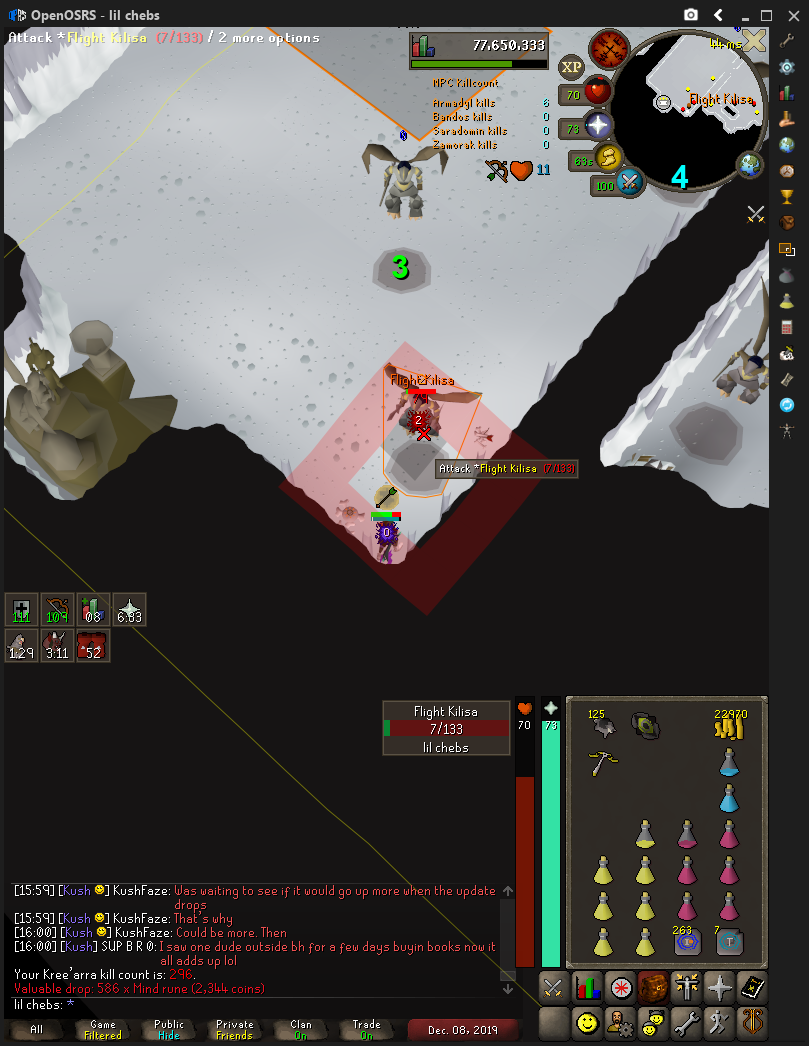 OpenOSRS - lil chebs
Attack *Flight Kilisa (7/133) / 2 more options
77,650,333
44 ms
XP
NPC Killcount
Armadyl kills 6
Bandos kills 0
Saradomin kills 0
Zamorak kills 0
11
70
73
63s
100
Flight Kilisa
4
3
Flight Kilisa
2
Attack *Flight Kilisa (7/133)
0
111
109
08
6:83
1:29
3:11
52
Flight Kilisa
7/133
lil chebs
70
73
125
22970
263
7
[15:59] [Kush] KushFaze: Was waiting to see if it would go up more when the update
drops
[15:59] [Kush] KushFaze: That's why
[16:00] [Kush] KushFaze: Could be more. Then
[16:00] [Kush] SUP B R 0: I saw one dude outside bh for a few days buyin books now it
all adds up lol
Your Kree'arra kill count is: 296.
Valuable drop: 586 x Mind rune (2,344 coins)
lil chebs: *
All
Game
Filtered
Public
Hide
Private
Friends
Clan
On
Trade
On
Dec. 08, 2019